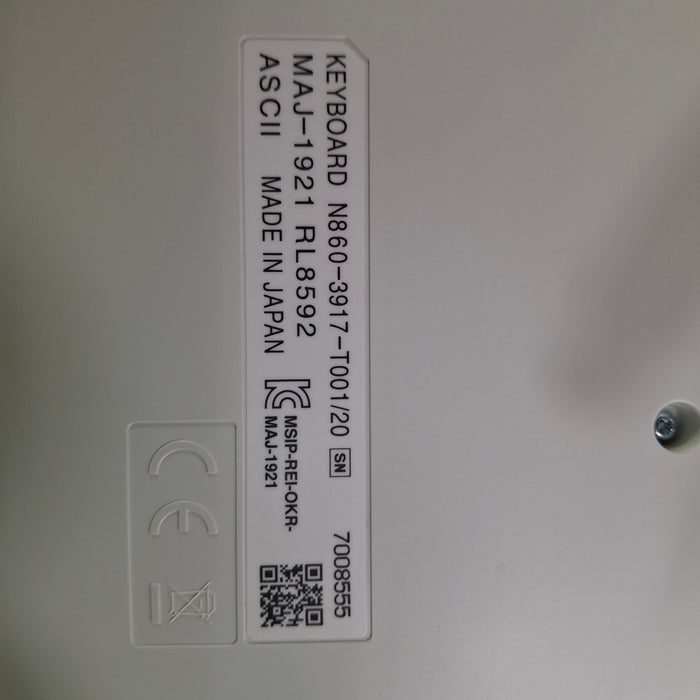 KEYBOARD N860-3917-T001/20 SN 7008555
MAJ-1921 RL8592
ASCII MADE IN JAPAN
MSIP-REI-OKR-
MAJ-1921
CE